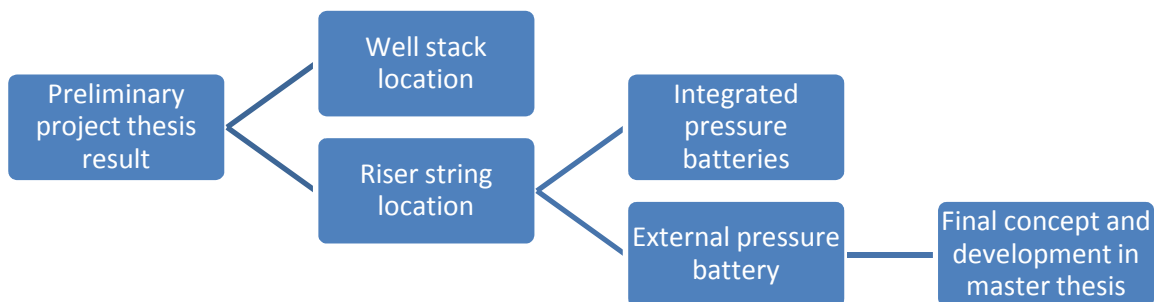 Preliminary
project thesis
result
Well stack
location
Riser string
location
Integrated
pressure
batteries
External pressure
battery
Final concept and
development in
master thesis